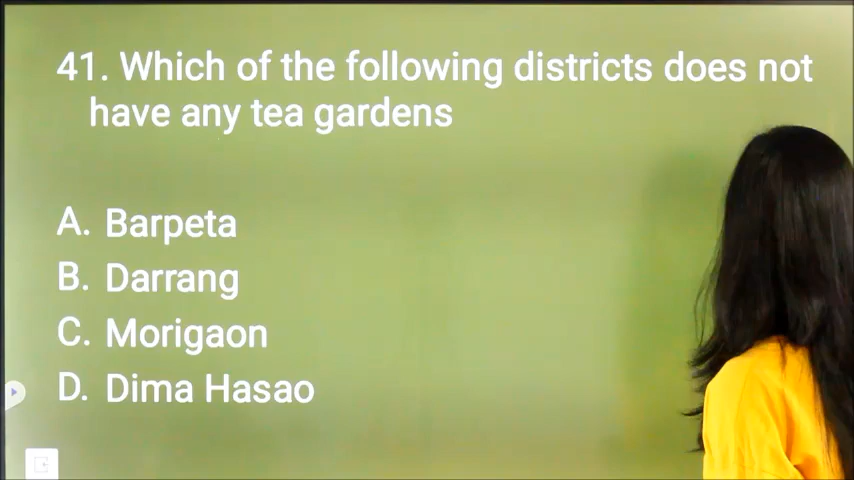 41. Which of the following districts does not
have any tea gardens
A. Barpeta
B. Darrang
C. Morigaon
D. Dima Hasao